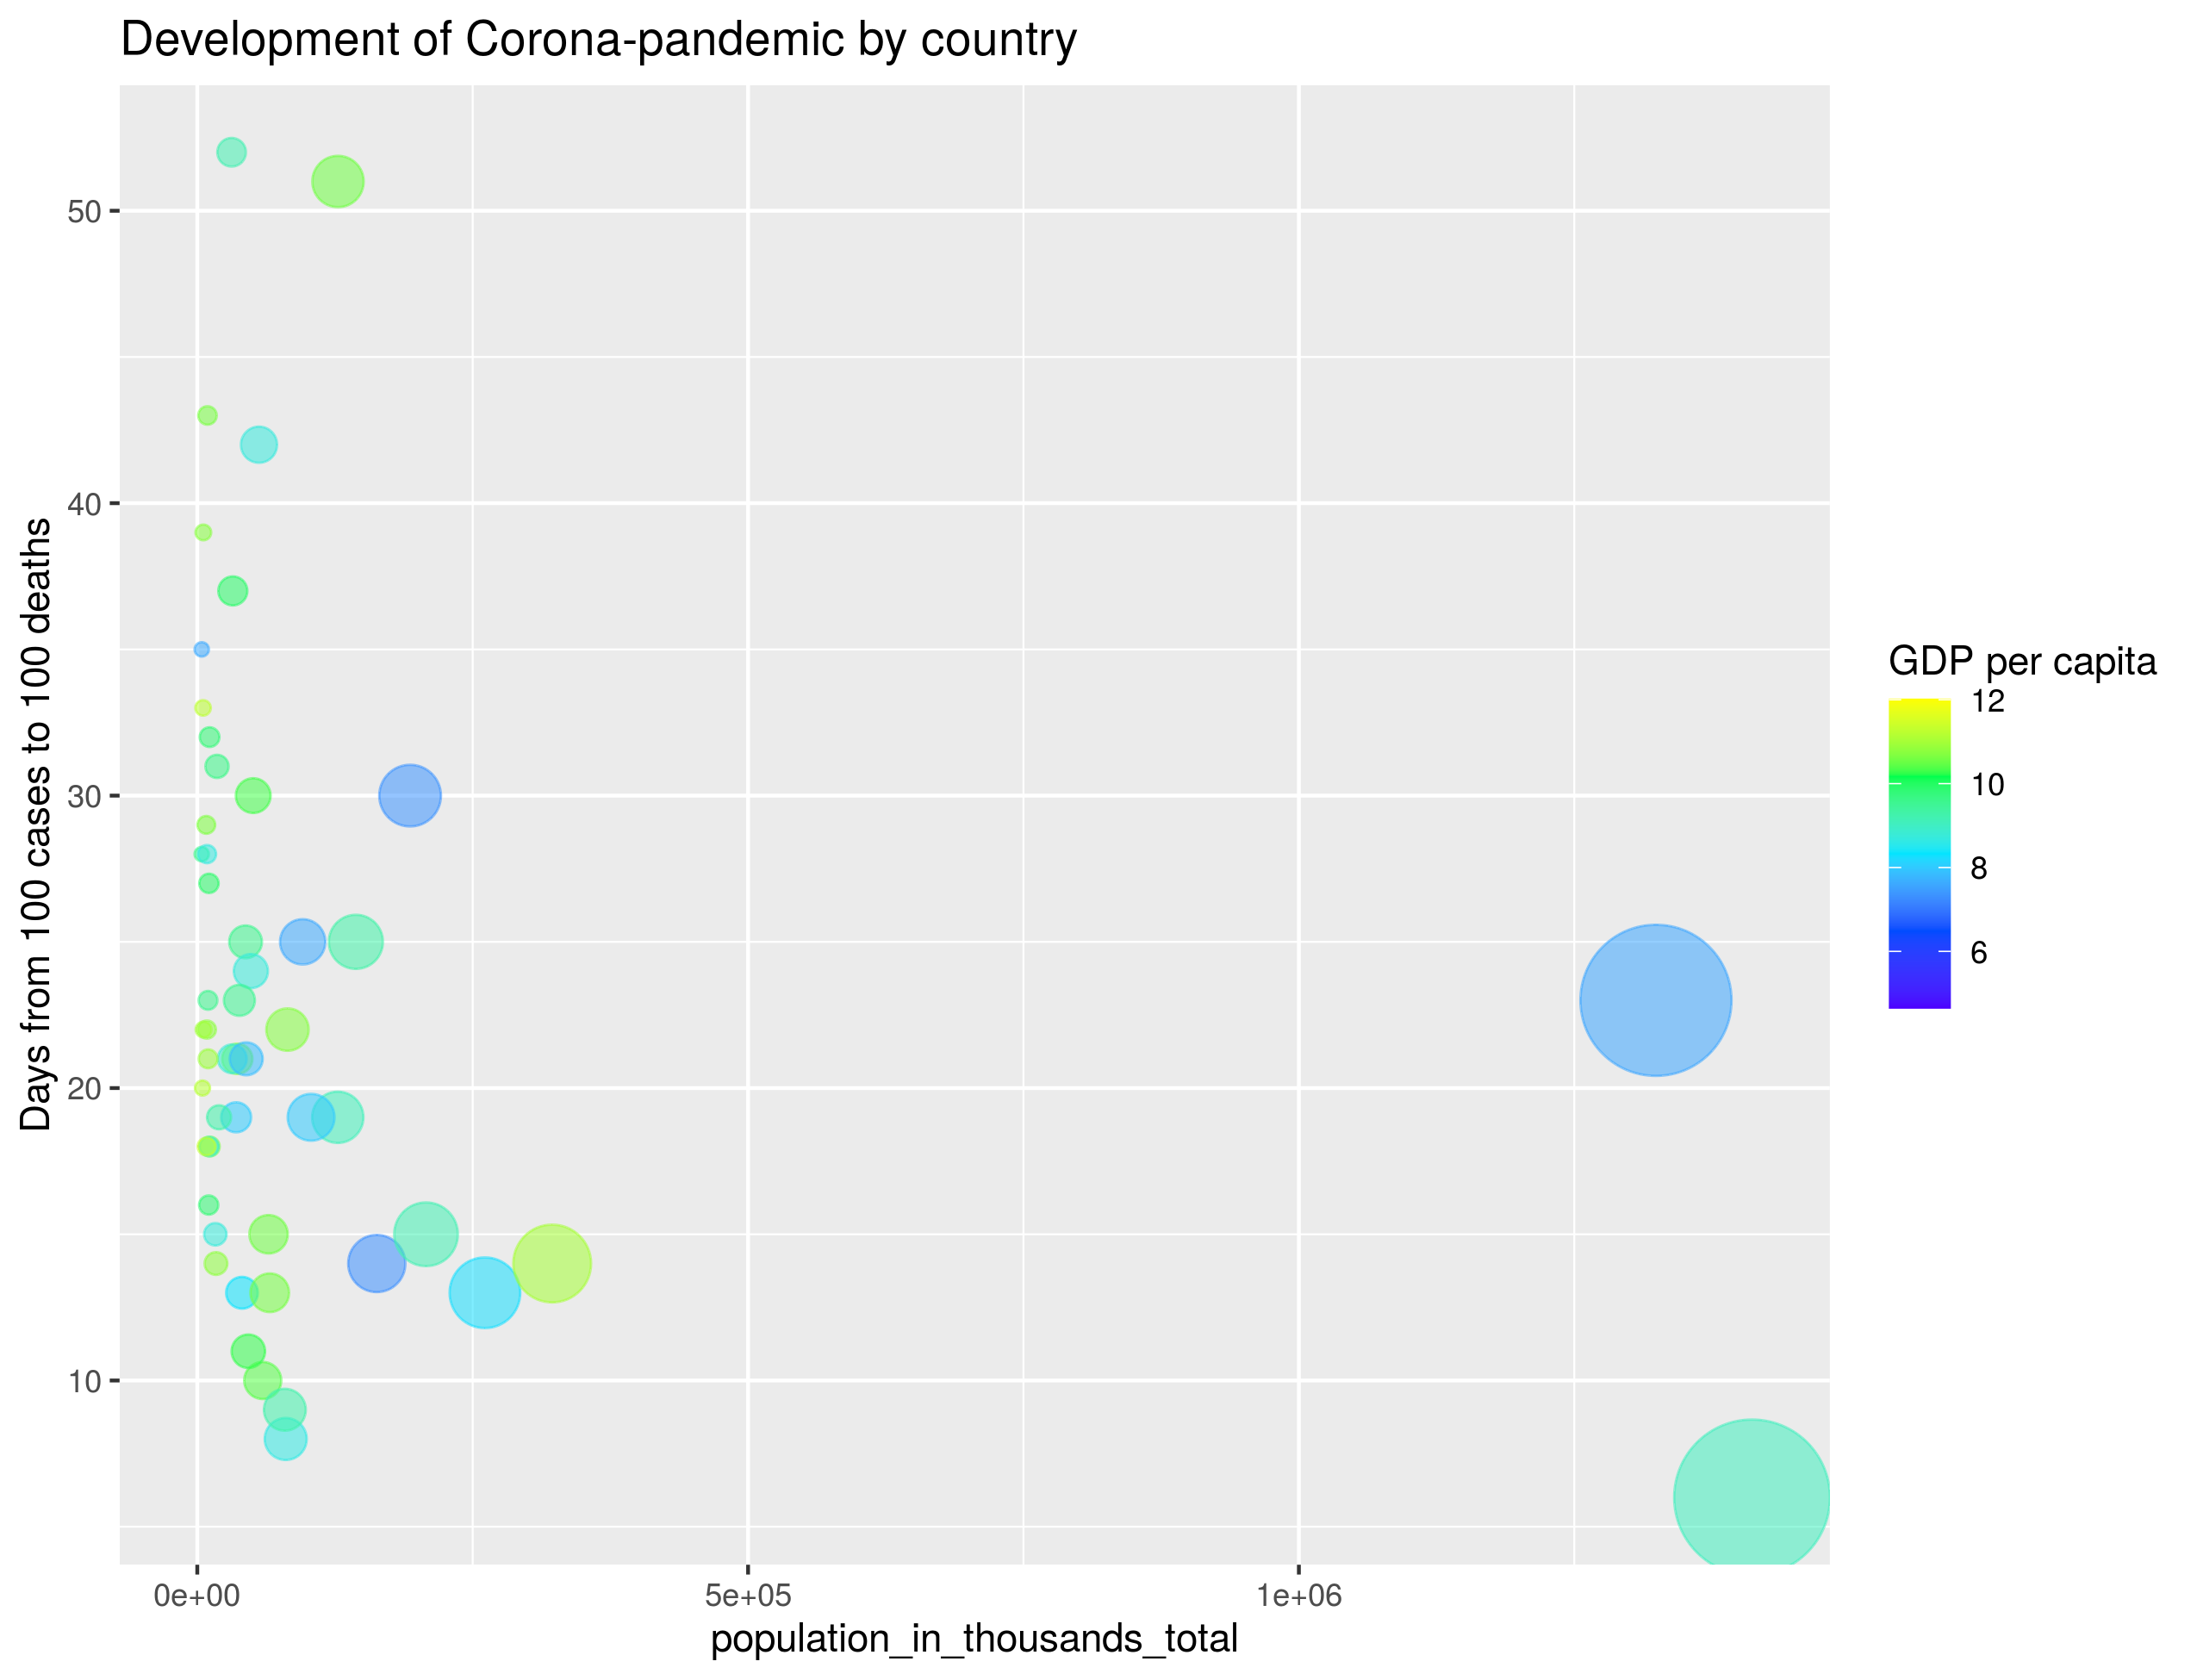 Development of Corona-pandemic by country
Days from 100 cases to 100 deaths
50
40
30
20
10
0e+00
5e+05
1e+06
population_in_thousands_total
GDP per capita
12
10
8
6